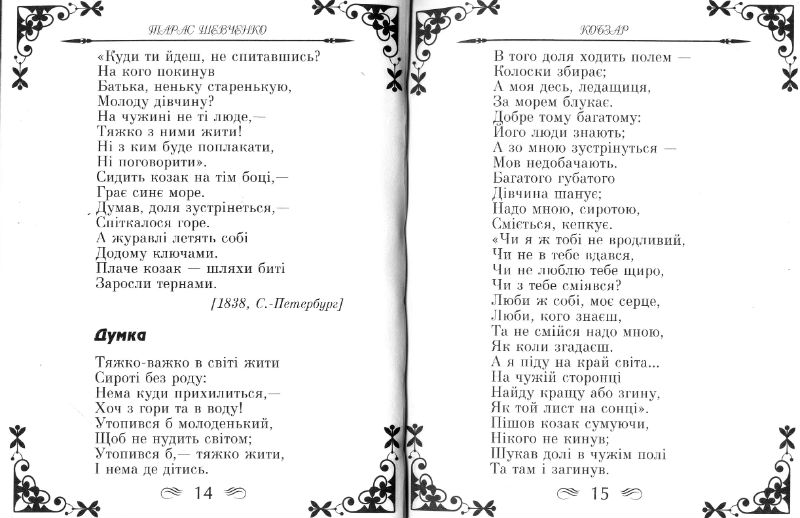 ТАРАС ШЕВЧЕНКО
«Куди ти йдеш, не спитавшись?
На кого покинув
Батька, неньку старенькую,
Молоду дівчину?
На чужині не ті люде,—
Тяжко з ними жити!
Ні з ким буде поплакати,
Ні поговорити».
Сидить козак на тім боці,—
Грає синє море.
Думав, доля зустрінеться,—
Спіткалося горе.
А журавлі летять собі
Додому ключами.
Плаче козак — шляхи биті
Заросли тернами.
[1838, С.-Петербург]
Думка
Тяжко-важко в світі жити
Сироті без роду:
Нема куди прихилиться,—
Хоч з гори та в воду!
Утопився б молоденький,
Щоб не нудить світом;
Утопився б,— тяжко жити,
І нема де дітись.
14
КОБЗАР
В того доля ходить полем —
Колоски збирає;
А моя десь, ледащиця,
За морем блукає.
Добре тому багатому:
Його люди знають;
А зо мною зустрінуться —
Мов недобачають.
Багатого губатого
Дівчина шанує;
Надо мною, сиротою,
Сміється, кепкує.
«Чи я ж тобі не вродливий,
Чи не в тебе вдався,
Чи не люблю тебе щиро,
Чи з тебе сміявся?
Люби ж собі, моє серце,
Люби, кого знаєш,
Та не смійся надо мною,
Як коли згадаєш.
А я піду на край світа...
На чужій сторонці
Найду кращу або згину,
Як той лист на сонці».
Пішов козак сумуючи,
Нікого не кинув;
Шукав долі в чужім полі
Та там і загинув.
15